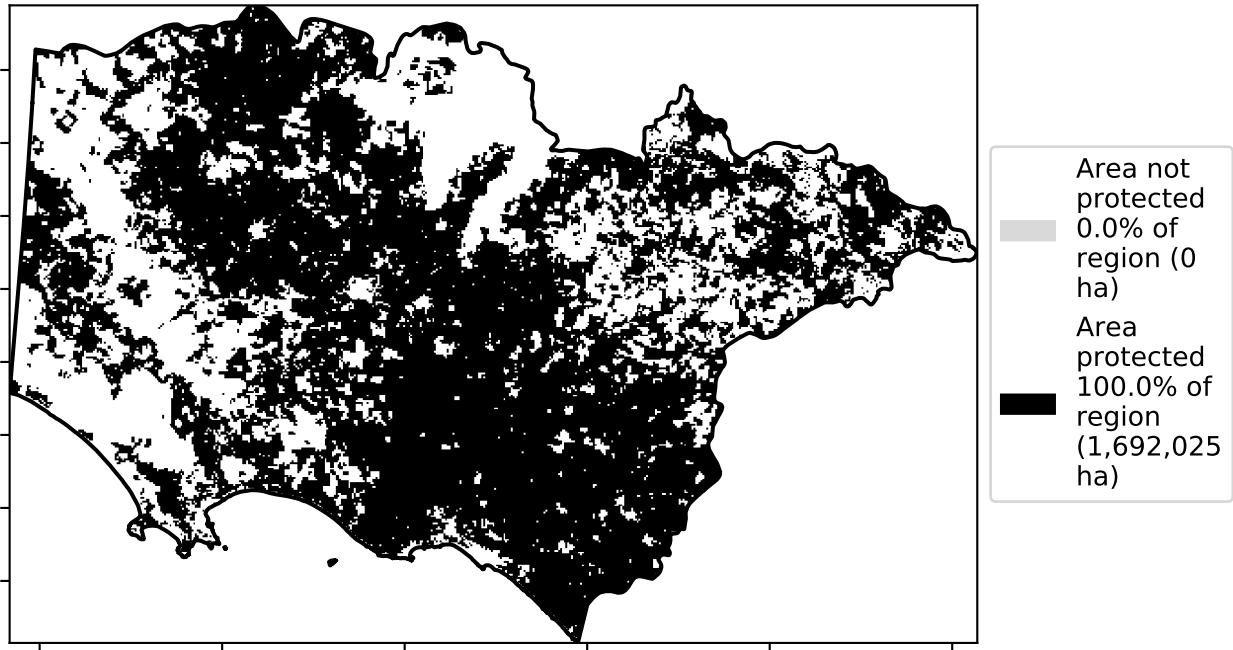 Area not
protected
0.0% of
region (0
ha)
Area
protected
100.0% of
region
(1,692,025
ha)